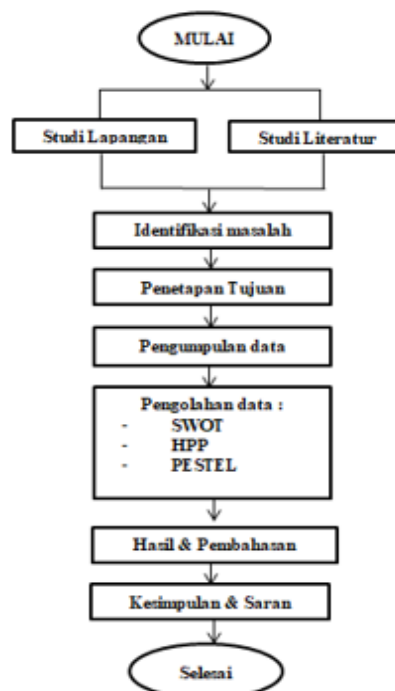 MULAI
Studi Lapangan
Studi Literatur
Identifikasi masalah
Penetapan Tujuan
Pengumpulan data
Pengolahan data :
- SWOT
- HPP
- PESTEL
Hasil & Pembahasan
Kesimpulan & Saran
Selesai